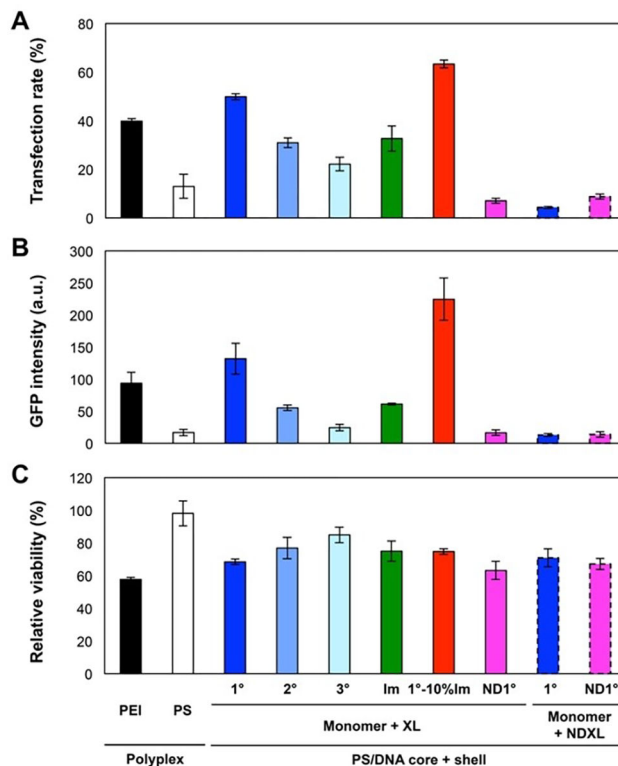 A
Transfection rate (%)
80
60
40
20
0
B
GFP intensity (a.u.)
300
250
200
150
100
50
0
C
Relative viability (%)
120
100
80
60
40
20
0
1° 2° 3° Im 1°-10%Im ND1° 1° ND1°
PEI PS
Monomer + XL
Monomer
+ NDXL
Polyplex
PS/DNA core + shell